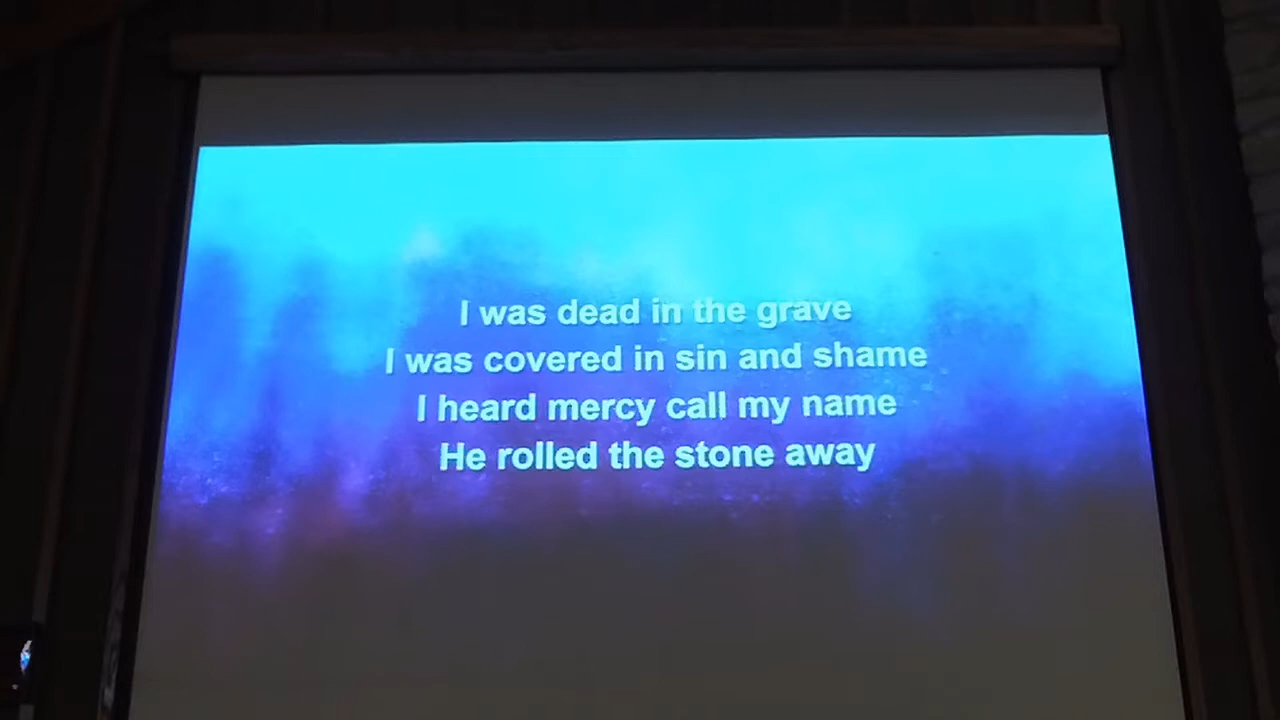 I was dead in the grave
I was covered in sin and shame
I heard mercy call my name
He rolled the stone away